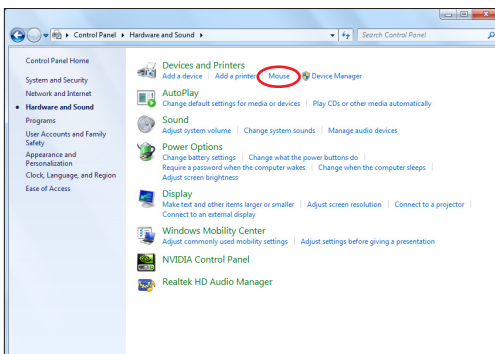 Control Panel Hardware and Sound Search Control Panel
Control Panel Home
System and Security
Network and Internet
Hardware and Sound
Programs
User Accounts and Family
Safety
Appearance and
Personalization
Clock, Language, and Region
Ease of Access
Devices and Printers
Add a device Add a printer Mouse Device Manager
AutoPlay
Change default settings for media or devices Play CDs or other media automatically
Sound
Adjust system volume Change system sounds Manage audio devices
Power Options
Change battery settings Change what the power buttons do
Require a password when the computer wakes Change when the computer sleeps
Adjust screen brightness
Display
Make text and other items larger or smaller Adjust screen resolution Connect to a projector
Connect to an external display
Windows Mobility Center
Adjust commonly used mobility settings Adjust settings before giving a presentation
NVIDIA Control Panel
Realtek HD Audio Manager